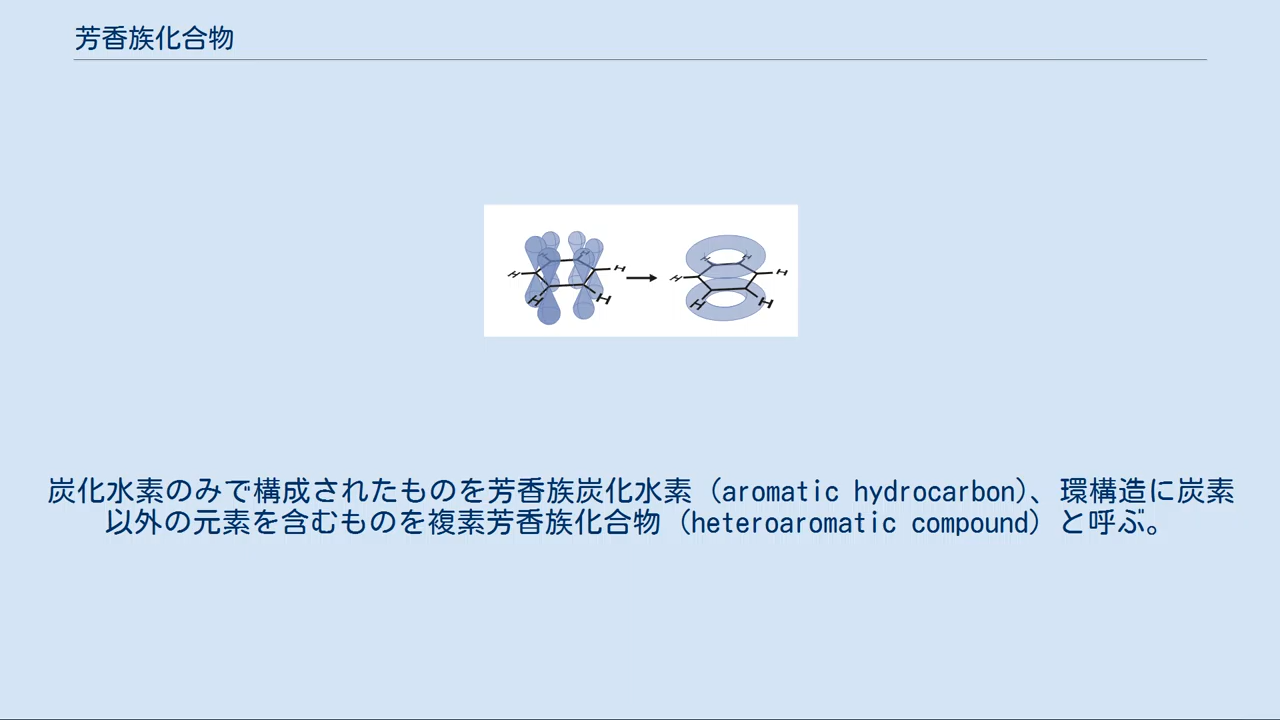 芳香族化合物
H H H H H H
H H H H H H
炭化水素のみで構成されたものを芳香族炭化水素（aromatic hydrocarbon)、環構造に炭素
以外の元素を含むものを複素芳香族化合物（heteroaromatic compound）と呼ぶ。